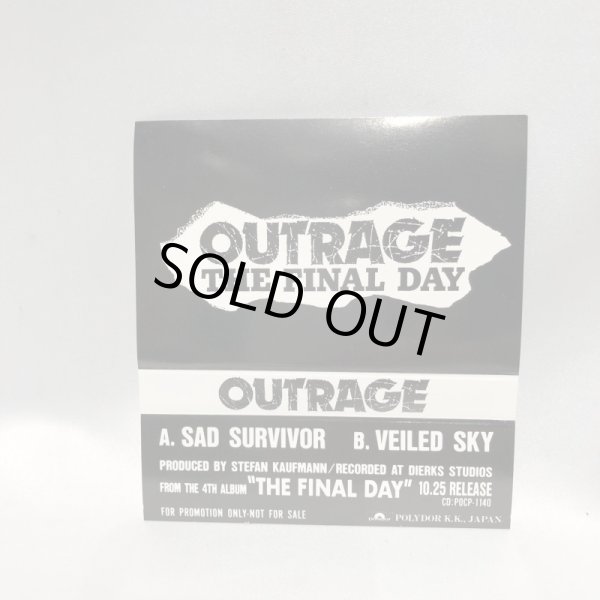 OUTRAGE
THE FINAL DAY
SOLD OUT
OUTRAGE
A. SAD SURVIVOR B. VEILED SKY
PRODUCED BY STEFAN KAUFMANN/RECORDED AT DIERKS STUDIOS
FROM THE 4TH ALBUM "THE FINAL DAY" 10.25 RELEASE
CD:POCP-1140
FOR PROMOTION ONLY·NOT FOR SALE
POLYDOR K.K., JAPAN